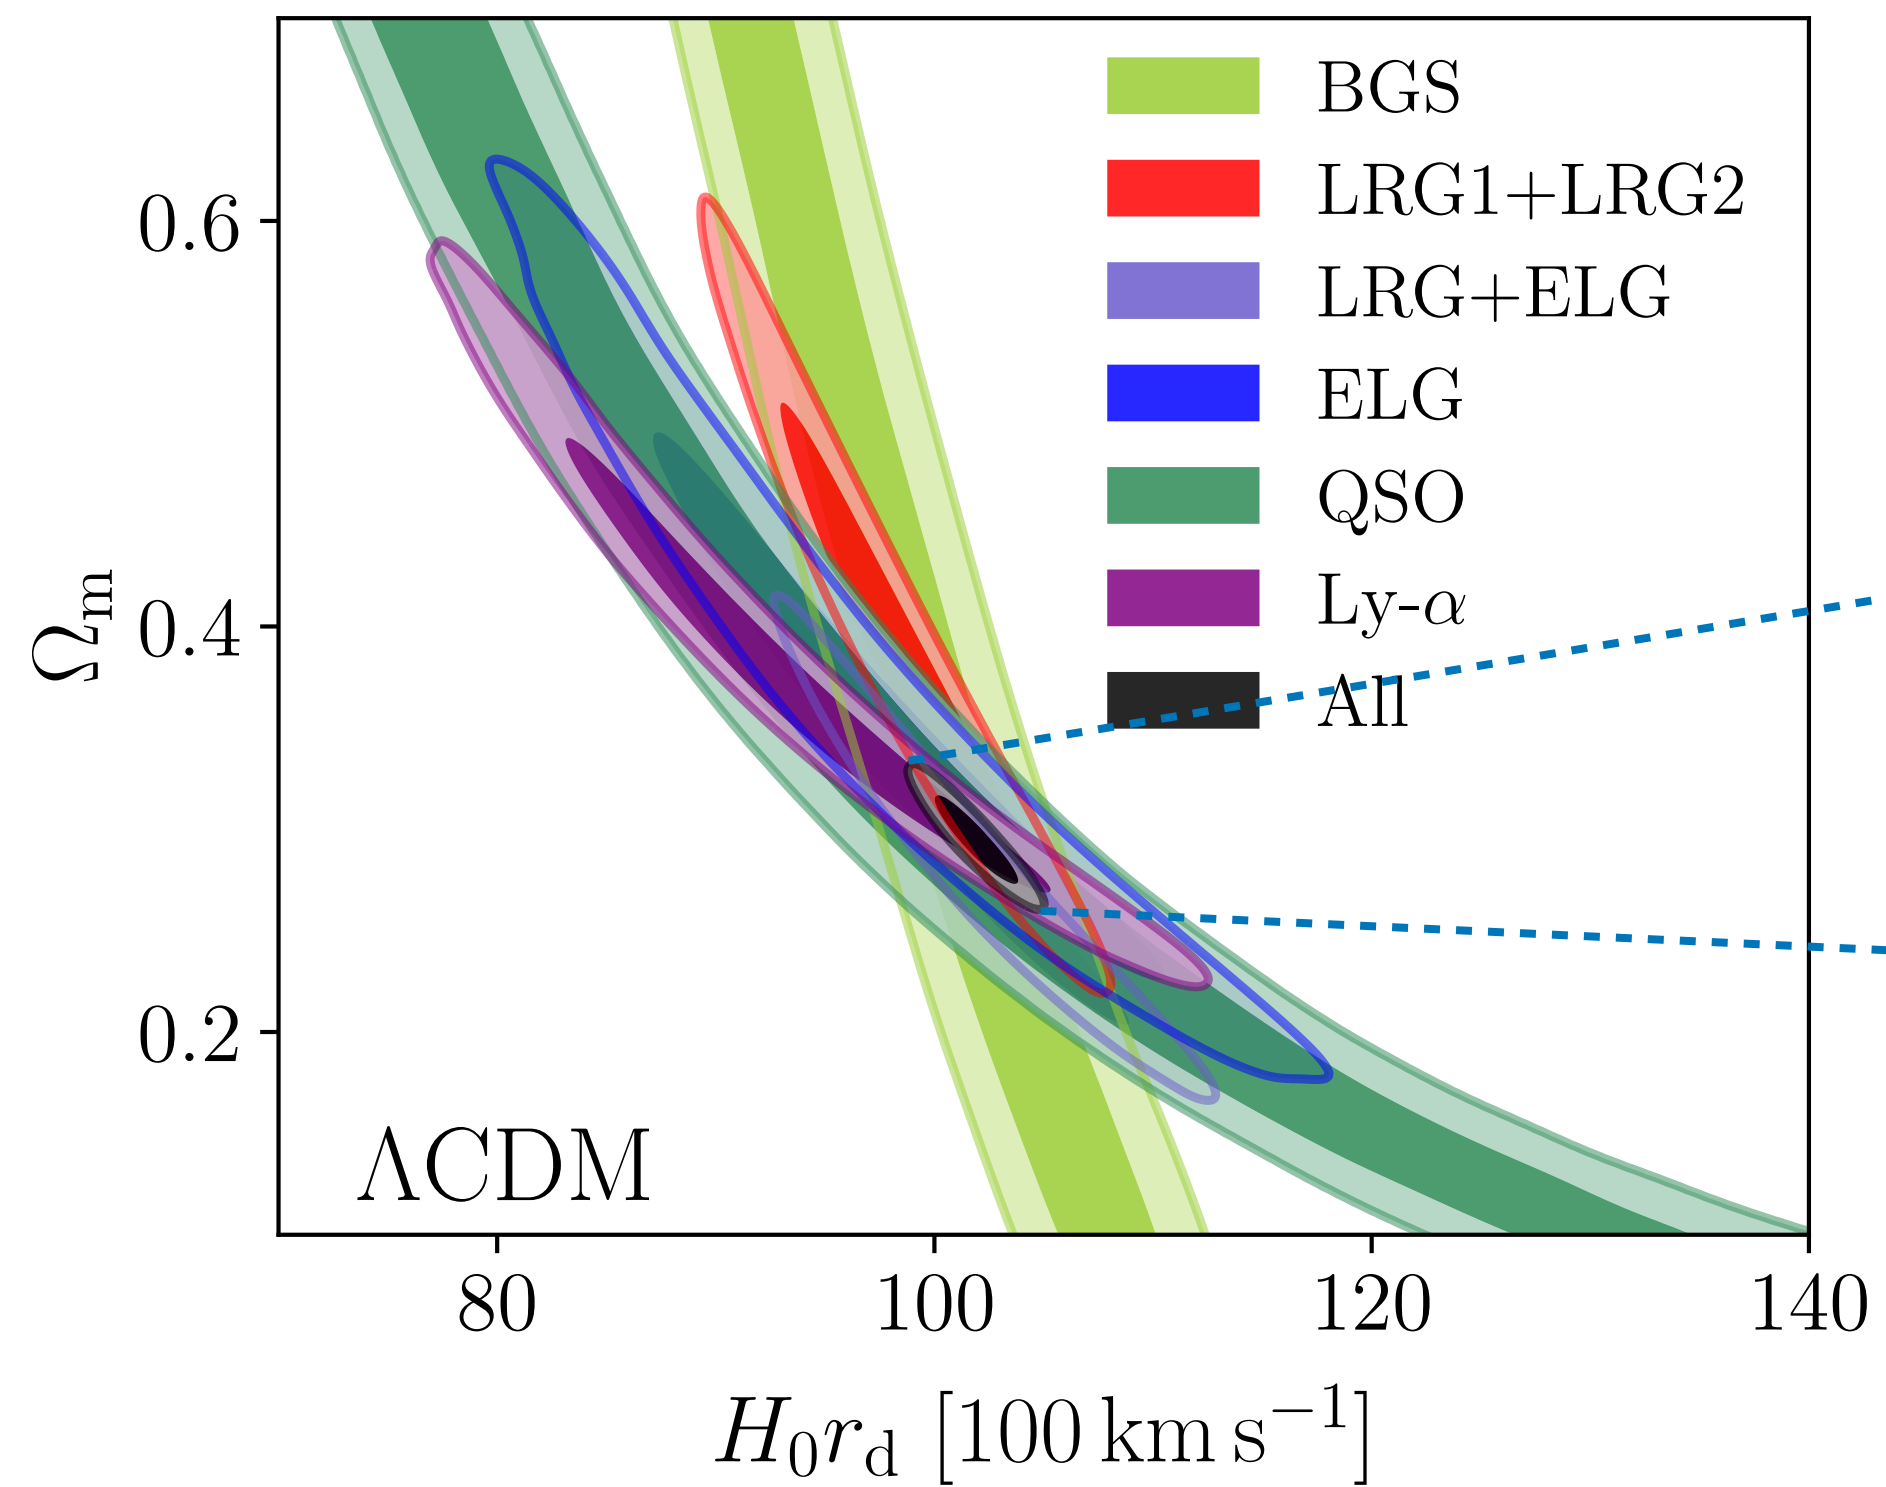 BGS
LRG1+LRG2
LRG+ELG
ELG
QSO
Ly-α
All
0.6
0.4
0.2
Ωm
ΛCDM
80 100 120 140
H₀r_d [100 km s⁻¹]